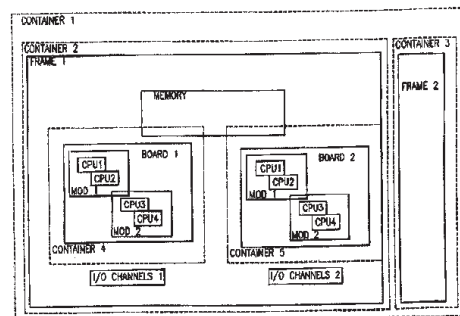 CONTAINER 1
CONTAINER 2
CONTAINER 3
FRAME 1
FRAME 2
MEMORY
BOARD 1
CPU1
CPU2
MOD 1
CPU3
CPU4
MOD 2
CONTAINER 4
BOARD 2
CPU1
CPU2
MOD 1
CPU3
CPU4
MOD 2
CONTAINER 5
I/O CHANNELS 1
I/O CHANNELS 2